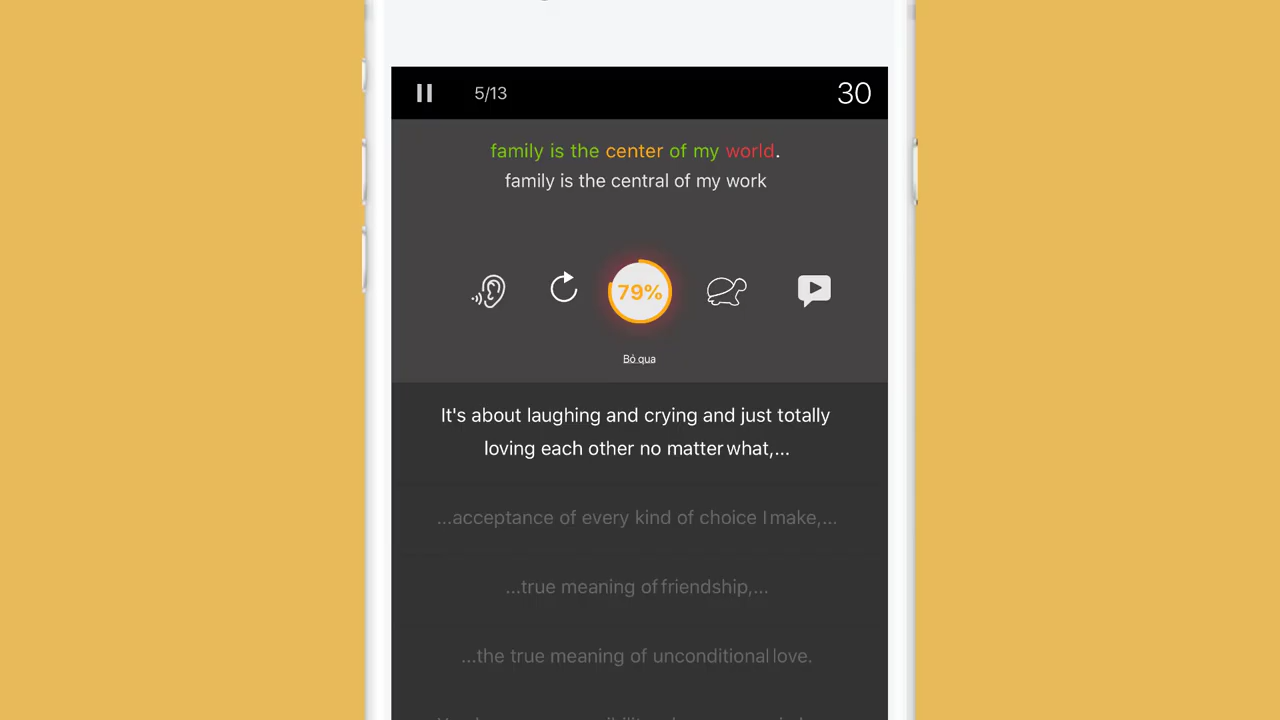 5/13
30
family is the center of my world.
family is the central of my work
79%
Bỏ qua
It's about laughing and crying and just totally
loving each other no matter what,...
...acceptance of every kind of choice I make,...
...true meaning of friendship,...
...the true meaning of unconditional love.